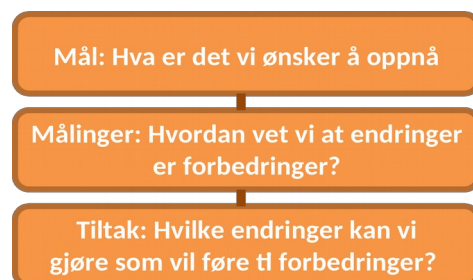 Mål: Hva er det vi ønsker å oppnå
Målinger: Hvordan vet vi at endringer
er forbedringer?
Tiltak: Hvilke endringer kan vi
gjøre som vil føre tl forbedringer?